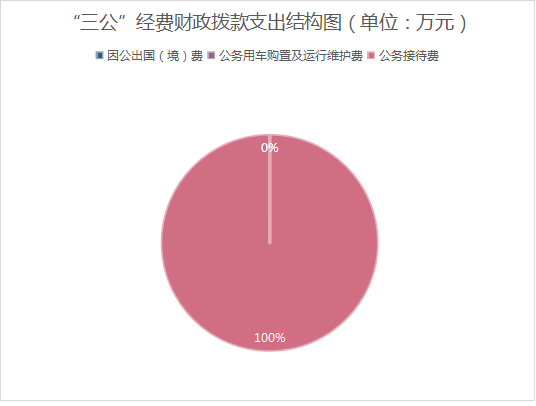 “三公”经费财政拨款支出结构图（单位：万元）
因公出国（境）费 公务用车购置及运行维护费 公务接待费
0%
100%